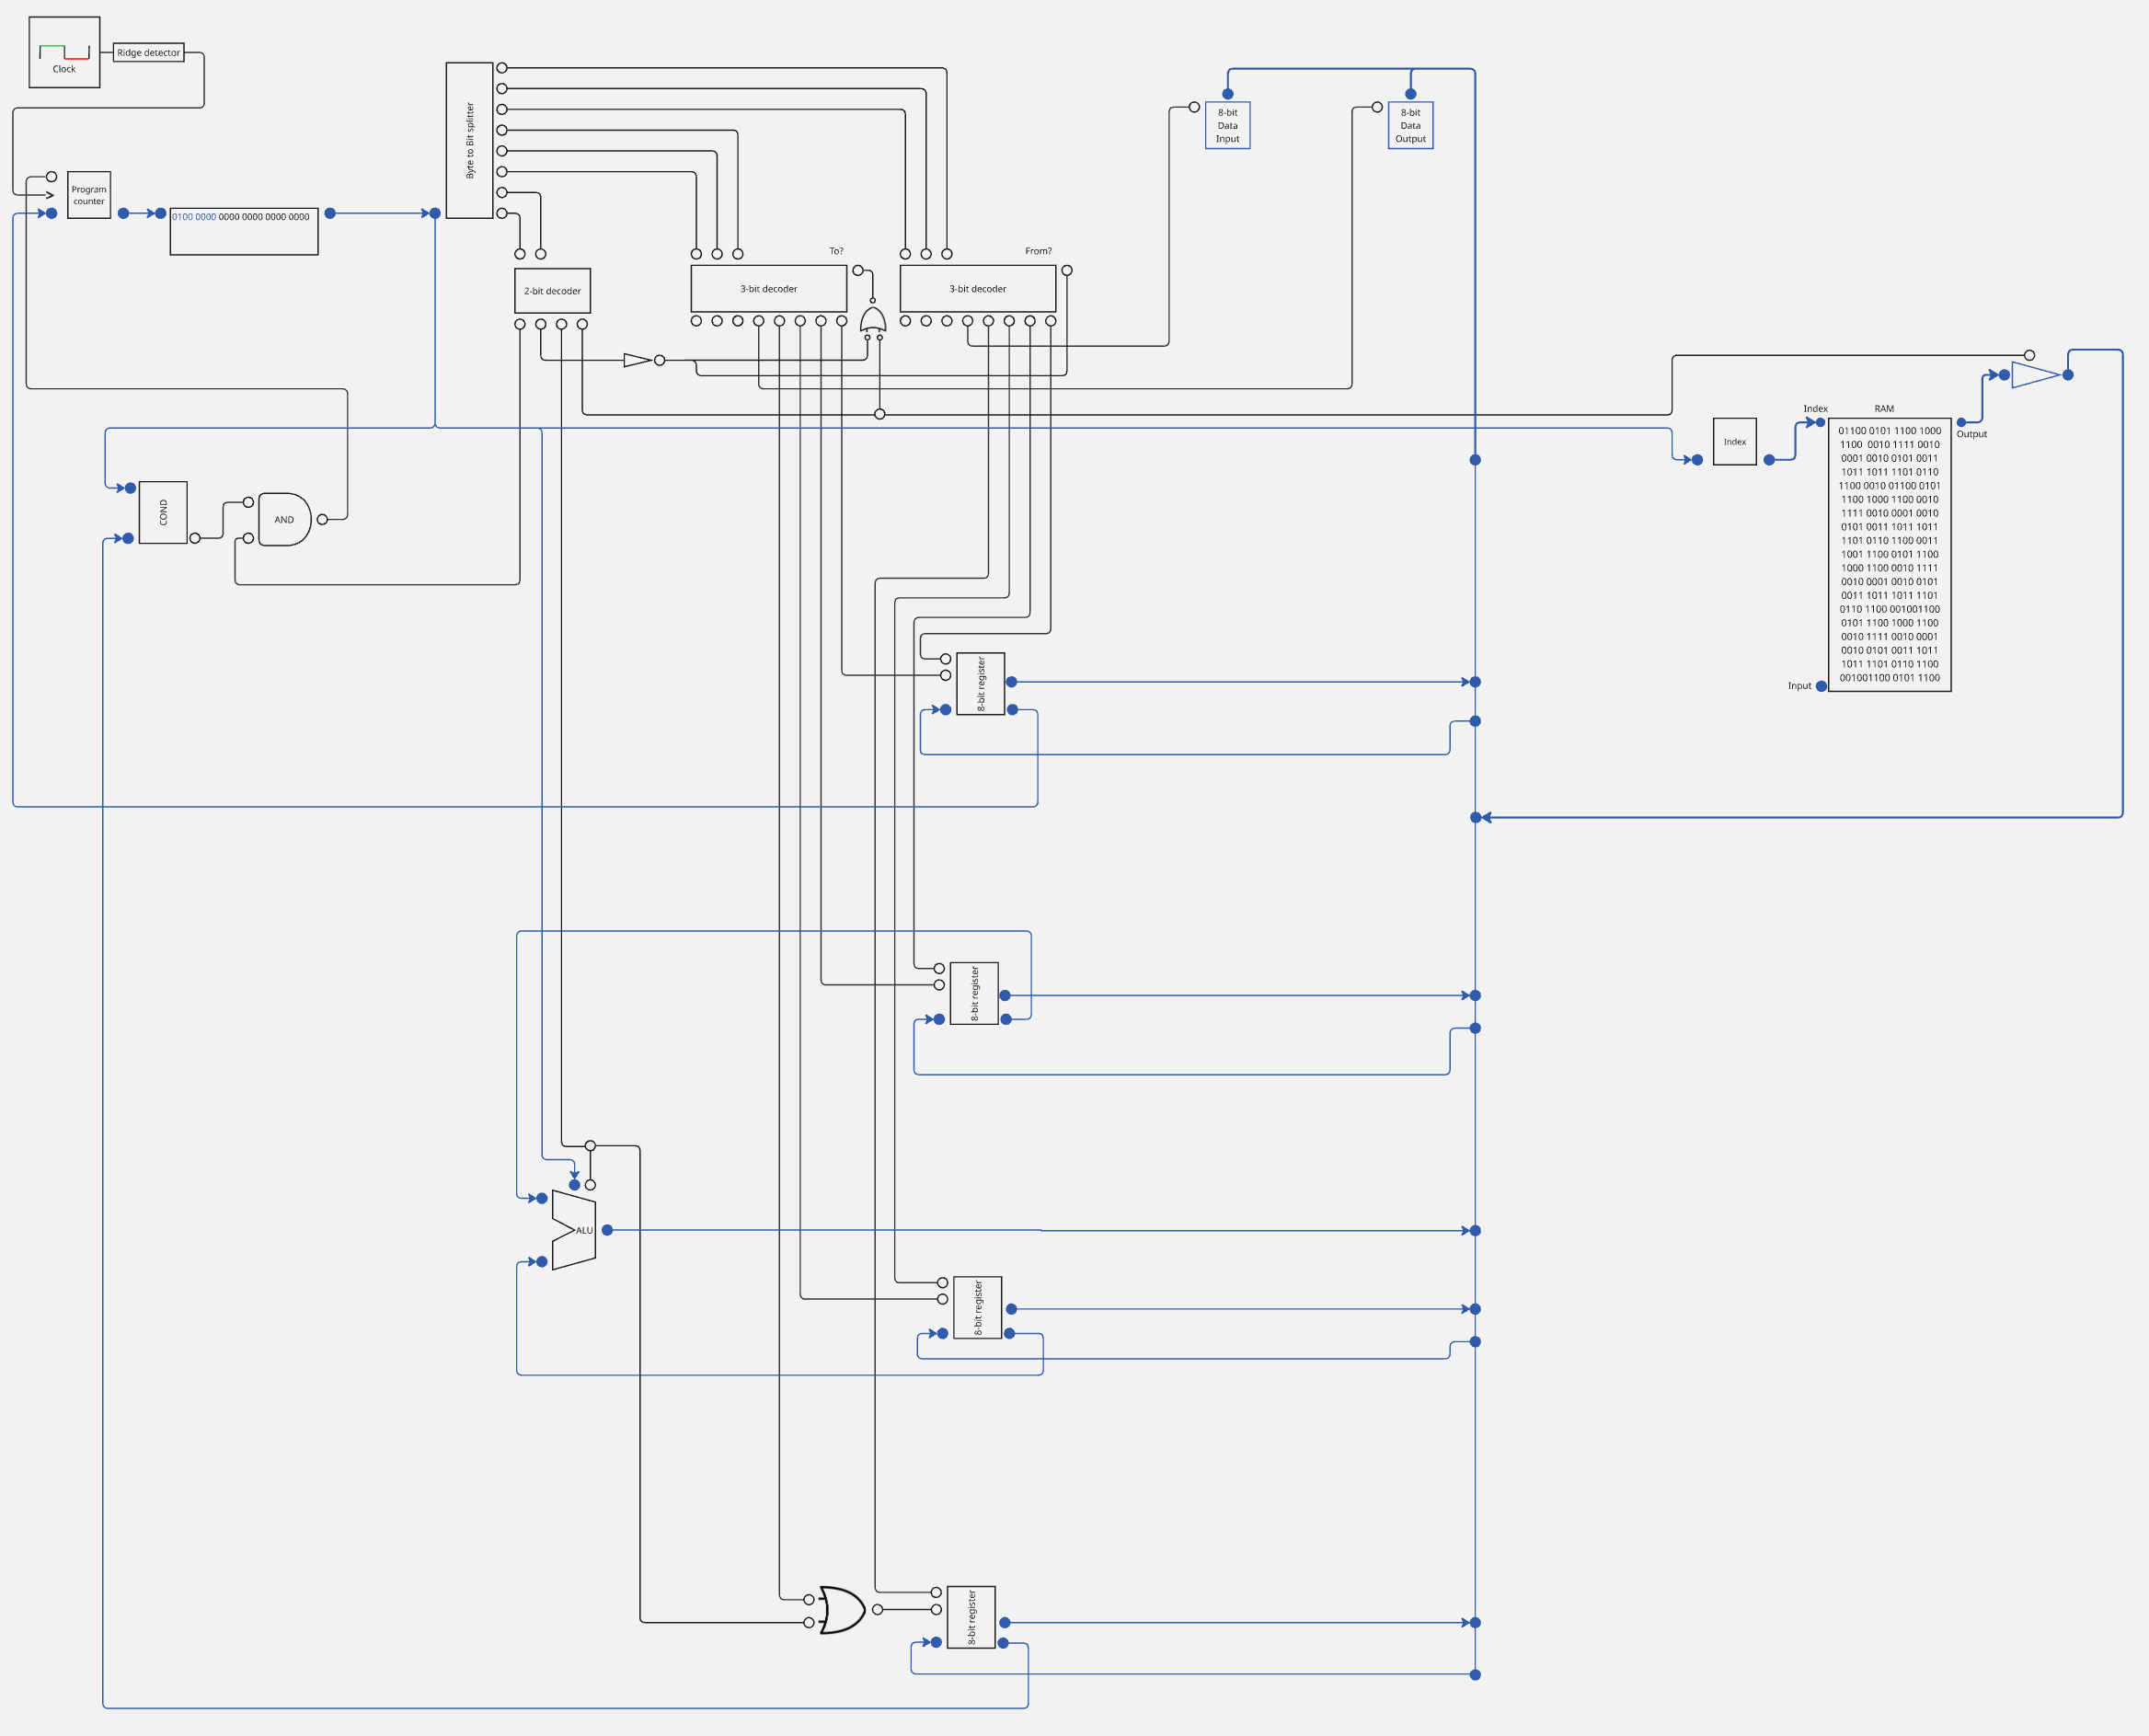 Clock
Ridge detector
Byte to Bit splitter
8-bit
Data
Input
8-bit
Data
Output
Program
counter
0100 0000 0000 0000 0000 0000
To?
From?
2-bit decoder
3-bit decoder
3-bit decoder
Index
RAM
Index
Output
01100 0101 1100 1000
1100 0010 1111 0010
0001 0010 0101 0011
1011 1011 1101 0110
1100 0010 01100 0101
1100 1000 1100 0010
1111 0010 0001 0010
0101 0011 1011 1011
1101 0110 1100 0011
1001 1100 0101 1100
1000 1100 0010 1111
0010 0001 0010 0101
0011 1011 1011 1101
0110 1100 001001100
0101 1100 1000 1100
0010 1111 0010 0001
0010 0101 0011 1011
1011 1101 0110 1100
001001100 0101 1100
Input
COND
AND
8-bit register
8-bit register
ALU
8-bit register
8-bit register